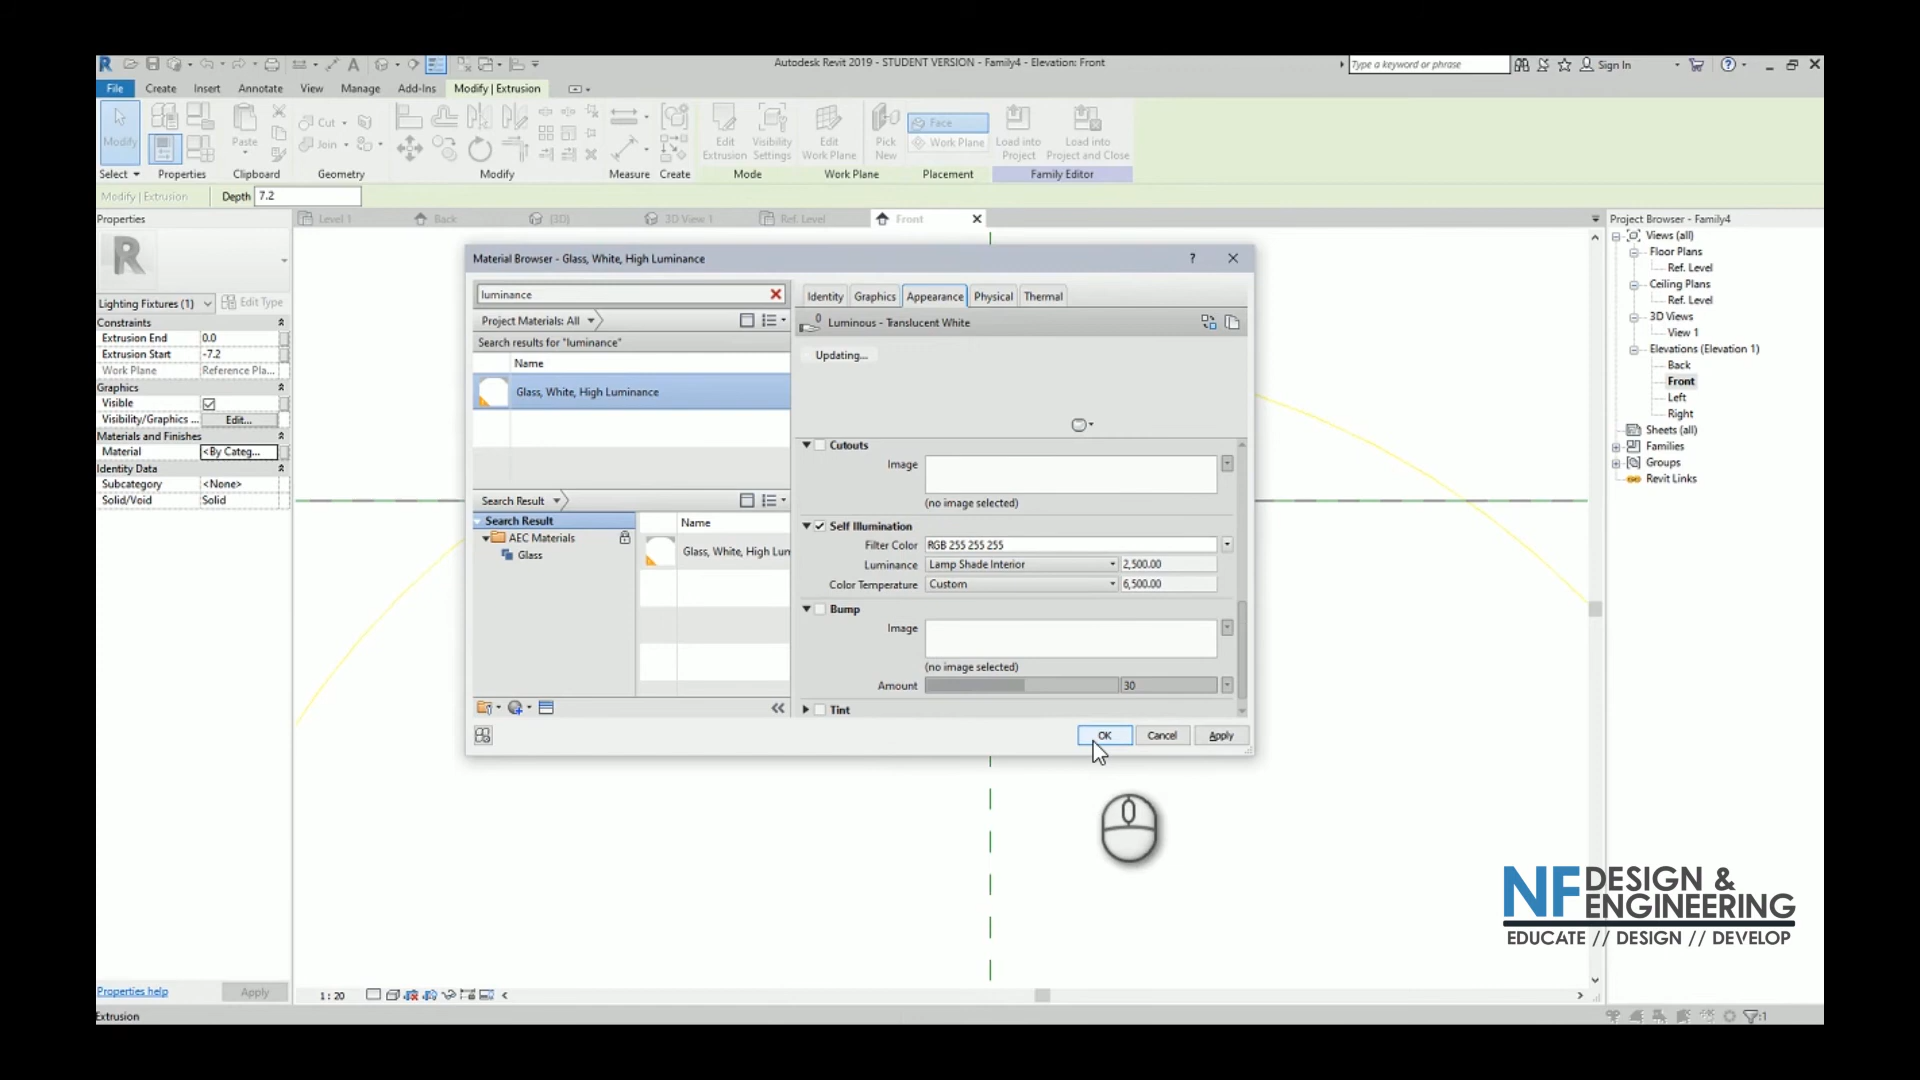 Autodesk Revit 2019 - STUDENT VERSION - Family4 - Elevation: Front
Type a keyword or phrase
Sign In
File Create Insert Annotate View Manage Add-Ins Modify | Extrusion
Modify
Paste
Cut
Join
Edit Extrusion
Visibility Settings
Edit Work Plane
Pick New
Face
Work Plane
Load into Project
Load into Project and Close
Select Properties Clipboard Geometry Modify Measure Create Mode Work Plane Placement Family Editor
Modify | Extrusion Depth 7.2
Properties
Level 1 Back {3D} 3D View 1 Ref. Level Front
Project Browser - Family4
R
Lighting Fixtures (1) Edit Type
Constraints
Extrusion End 0.0
Extrusion Start -7.2
Work Plane Reference Pla...
Graphics
Visible
Visibility/Graphics ... Edit...
Materials and Finishes
Material <By Categ...
Identity Data
Subcategory <None>
Solid/Void Solid
Material Browser - Glass, White, High Luminance
luminance
Project Materials: All
Search results for "luminance"
Name
Glass, White, High Luminance
Search Result
Search Result
AEC Materials
Glass
Name
Glass, White, High Lum
Identity Graphics Appearance Physical Thermal
0 Luminous - Translucent White
Updating...
Cutouts
Image
(no image selected)
Self Illumination
Filter Color RGB 255 255 255
Luminance Lamp Shade Interior 2,500.00
Color Temperature Custom 6,500.00
Bump
Image
(no image selected)
Amount 30
Tint
OK Cancel Apply
Views (all)
Floor Plans
Ref. Level
Ceiling Plans
Ref. Level
3D Views
View 1
Elevations (Elevation 1)
Back
Front
Left
Right
Sheets (all)
Families
Groups
Revit Links
NF DESIGN & ENGINEERING
EDUCATE // DESIGN // DEVELOP
Properties help Apply
1 : 20
Extrusion
:1